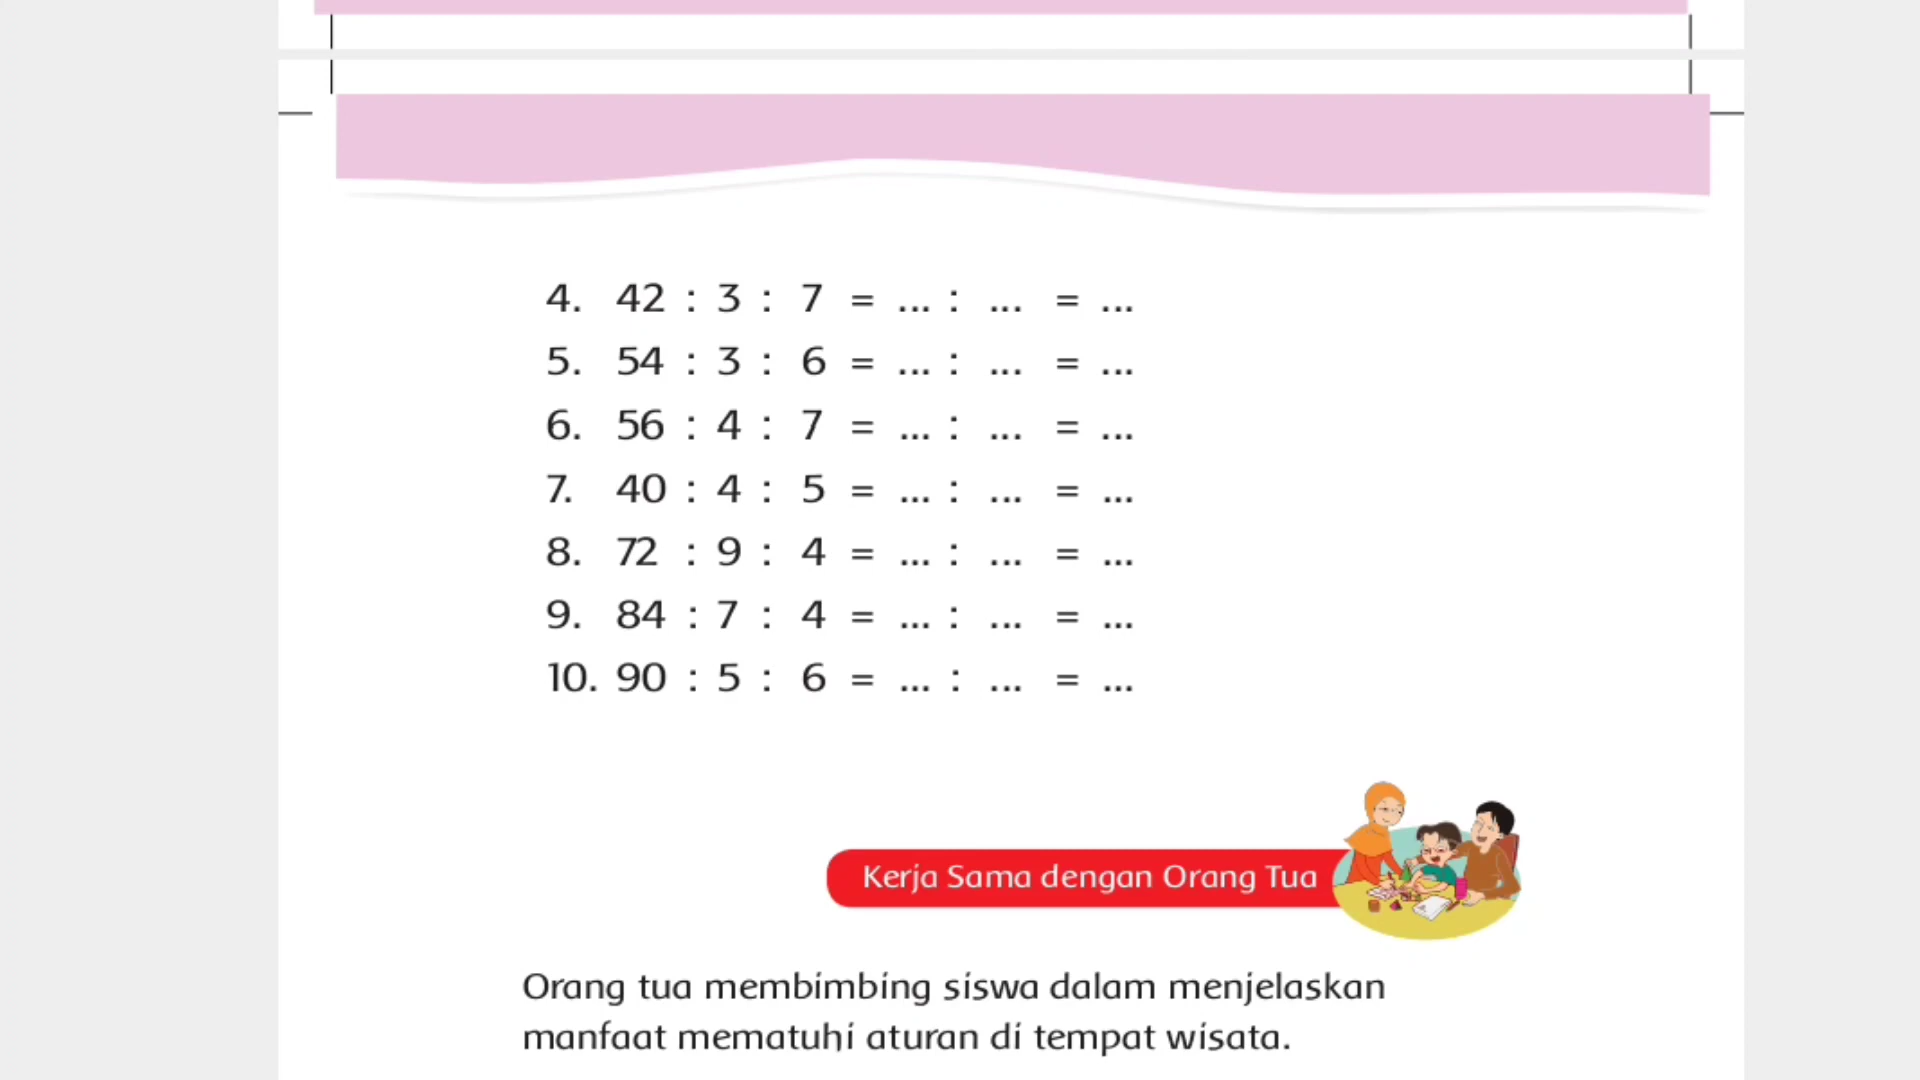 4. 42 : 3 : 7 = ... : ... = ...
5. 54 : 3 : 6 = ... : ... = ...
6. 56 : 4 : 7 = ... : ... = ...
7. 40 : 4 : 5 = ... : ... = ...
8. 72 : 9 : 4 = ... : ... = ...
9. 84 : 7 : 4 = ... : ... = ...
10. 90 : 5 : 6 = ... : ... = ...
Kerja Sama dengan Orang Tua
Orang tua membimbing siswa dalam menjelaskan
manfaat mematuhi aturan di tempat wisata.